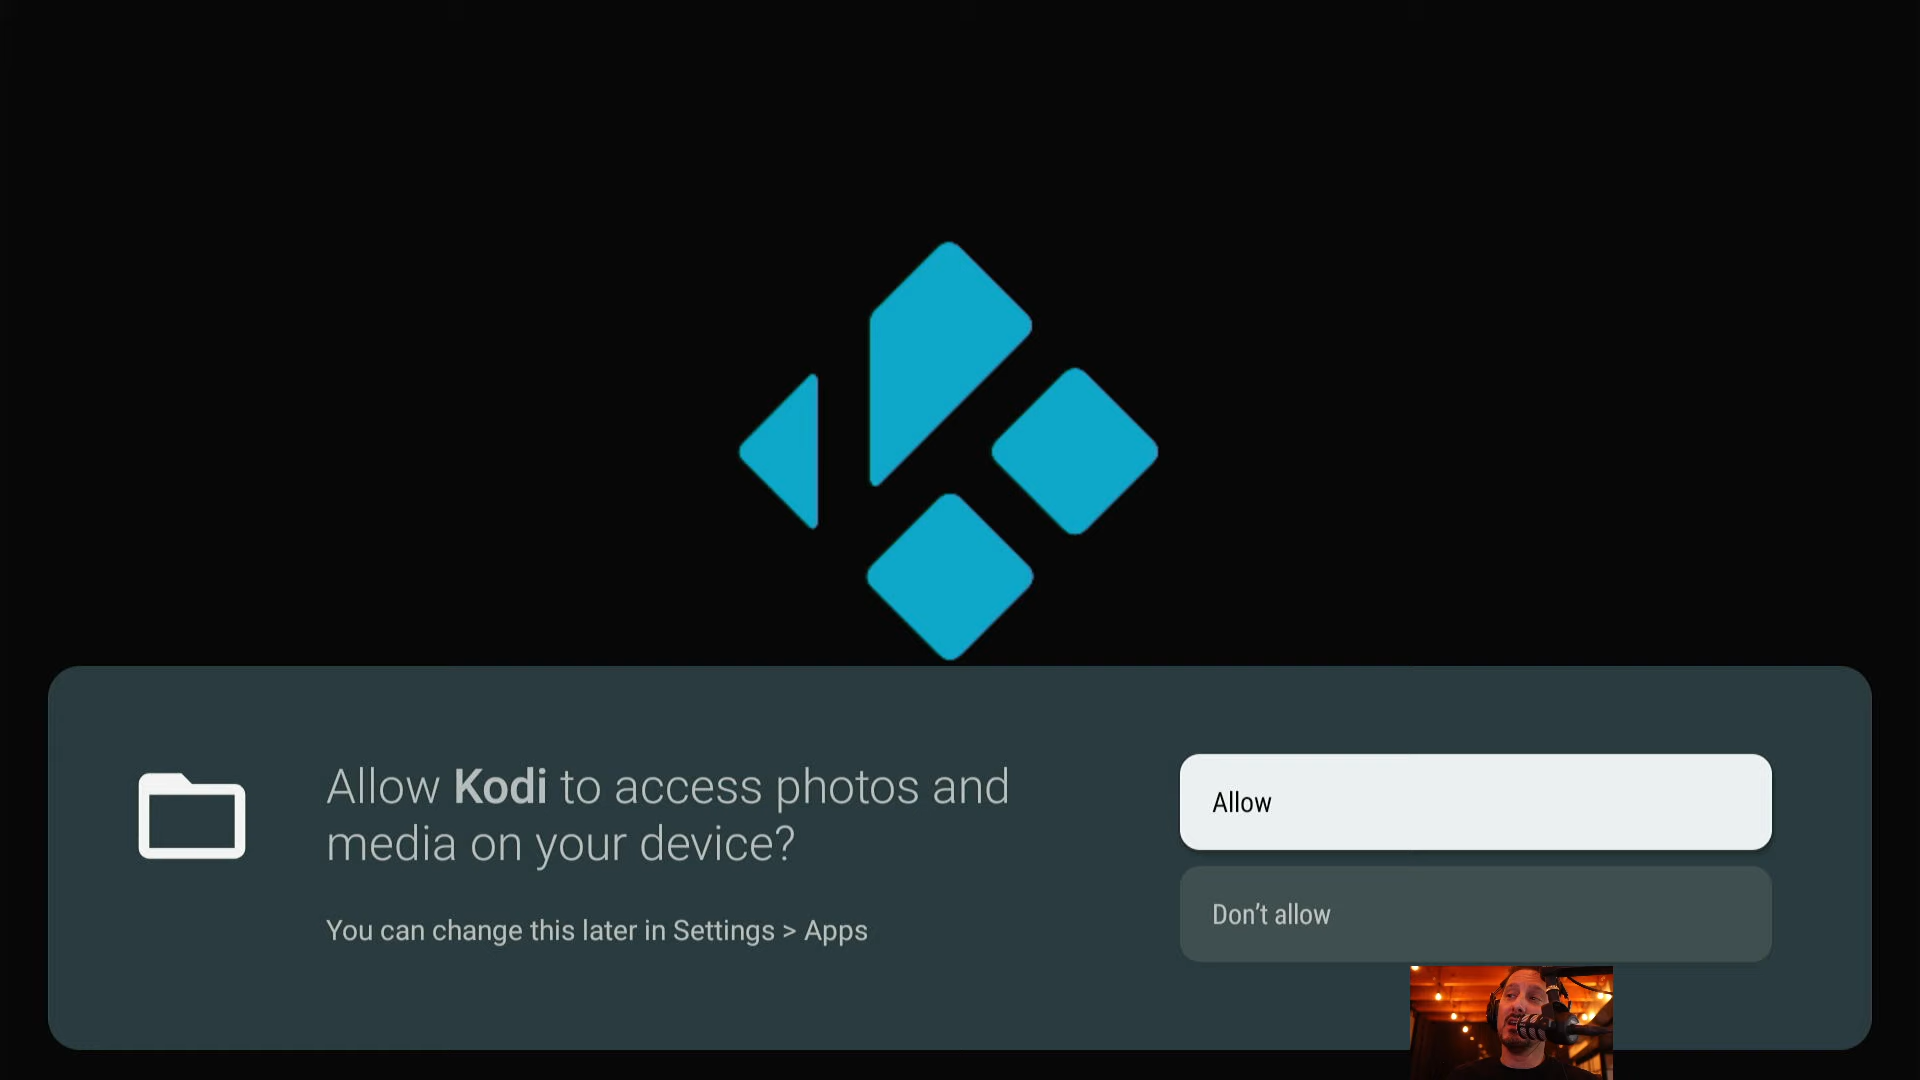 Allow Kodi to access photos and
media on your device?
You can change this later in Settings > Apps
Allow
Don’t allow